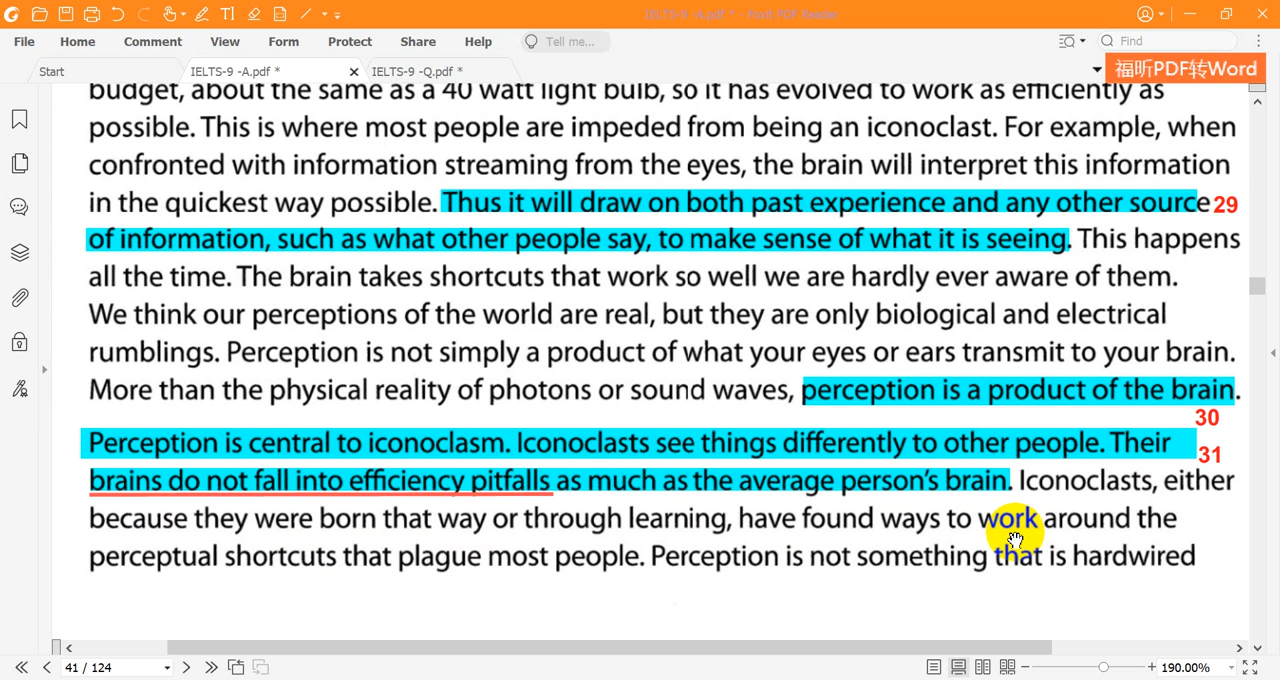 IELTS-9 -A.pdf * - Foxit PDF Reader
File Home Comment View Form Protect Share Help Tell me... Find
Start IELTS-9 -A.pdf * IELTS-9 -Q.pdf * 福昕PDF转Word
budget, about the same as a 40 watt light bulb, so it has evolved to work as efficiently as
possible. This is where most people are impeded from being an iconoclast. For example, when
confronted with information streaming from the eyes, the brain will interpret this information
in the quickest way possible. Thus it will draw on both past experience and any other source 29
of information, such as what other people say, to make sense of what it is seeing. This happens
all the time. The brain takes shortcuts that work so well we are hardly ever aware of them.
We think our perceptions of the world are real, but they are only biological and electrical
rumblings. Perception is not simply a product of what your eyes or ears transmit to your brain.
More than the physical reality of photons or sound waves, perception is a product of the brain.
30
Perception is central to iconoclasm. Iconoclasts see things differently to other people. Their
31
brains do not fall into efficiency pitfalls as much as the average person's brain. Iconoclasts, either
because they were born that way or through learning, have found ways to work around the
perceptual shortcuts that plague most people. Perception is not something that is hardwired
41 / 124 190.00%